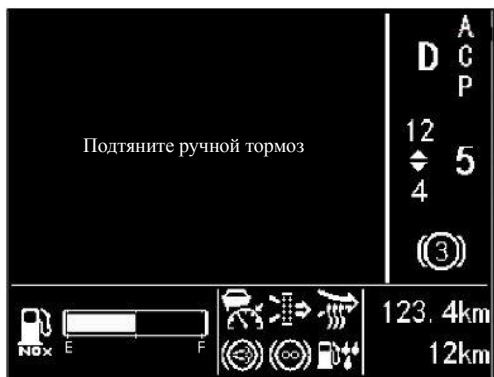 A
D C
P
Подтяните ручной тормоз
12
5
4
(3)
NOx E F
123. 4km
12km